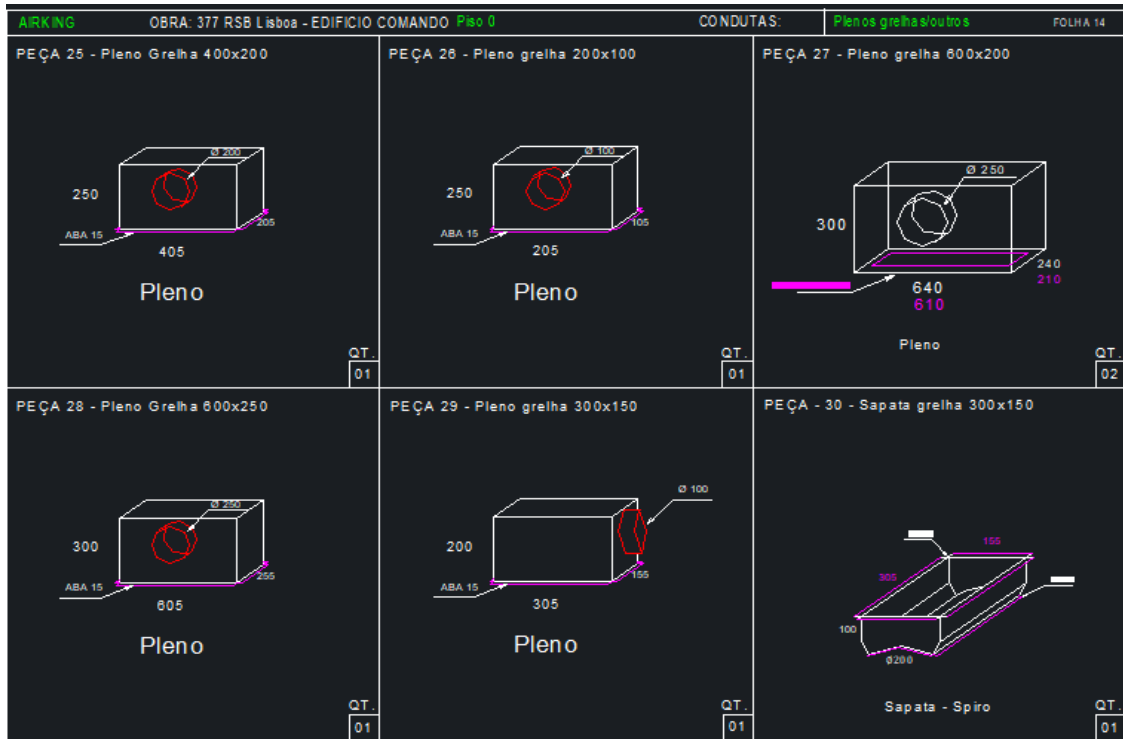 AIRKING OBRA: 377 RSB Lisboa - EDIFICIO COMANDO Piso 0 CONDUTAS: Plenos grelhas/outros FOLHA 14
PEÇA 25 - Pleno Grelha 400x200
Ø 200
250
205
ABA 15
405
Pleno
QT.
01
PEÇA 26 - Pleno grelha 200x100
Ø 100
250
105
ABA 15
205
Pleno
QT.
01
PEÇA 27 - Pleno grelha 600x200
Ø 250
300
240
210
640
610
Pleno
QT.
02
PEÇA 28 - Pleno Grelha 600x250
Ø 250
300
255
ABA 15
605
Pleno
QT.
01
PEÇA 29 - Pleno grelha 300x150
Ø 100
200
155
ABA 15
305
Pleno
QT.
01
PEÇA - 30 - Sapata grelha 300x150
155
305
100
Ø200
Sapata - Spiro
QT.
01